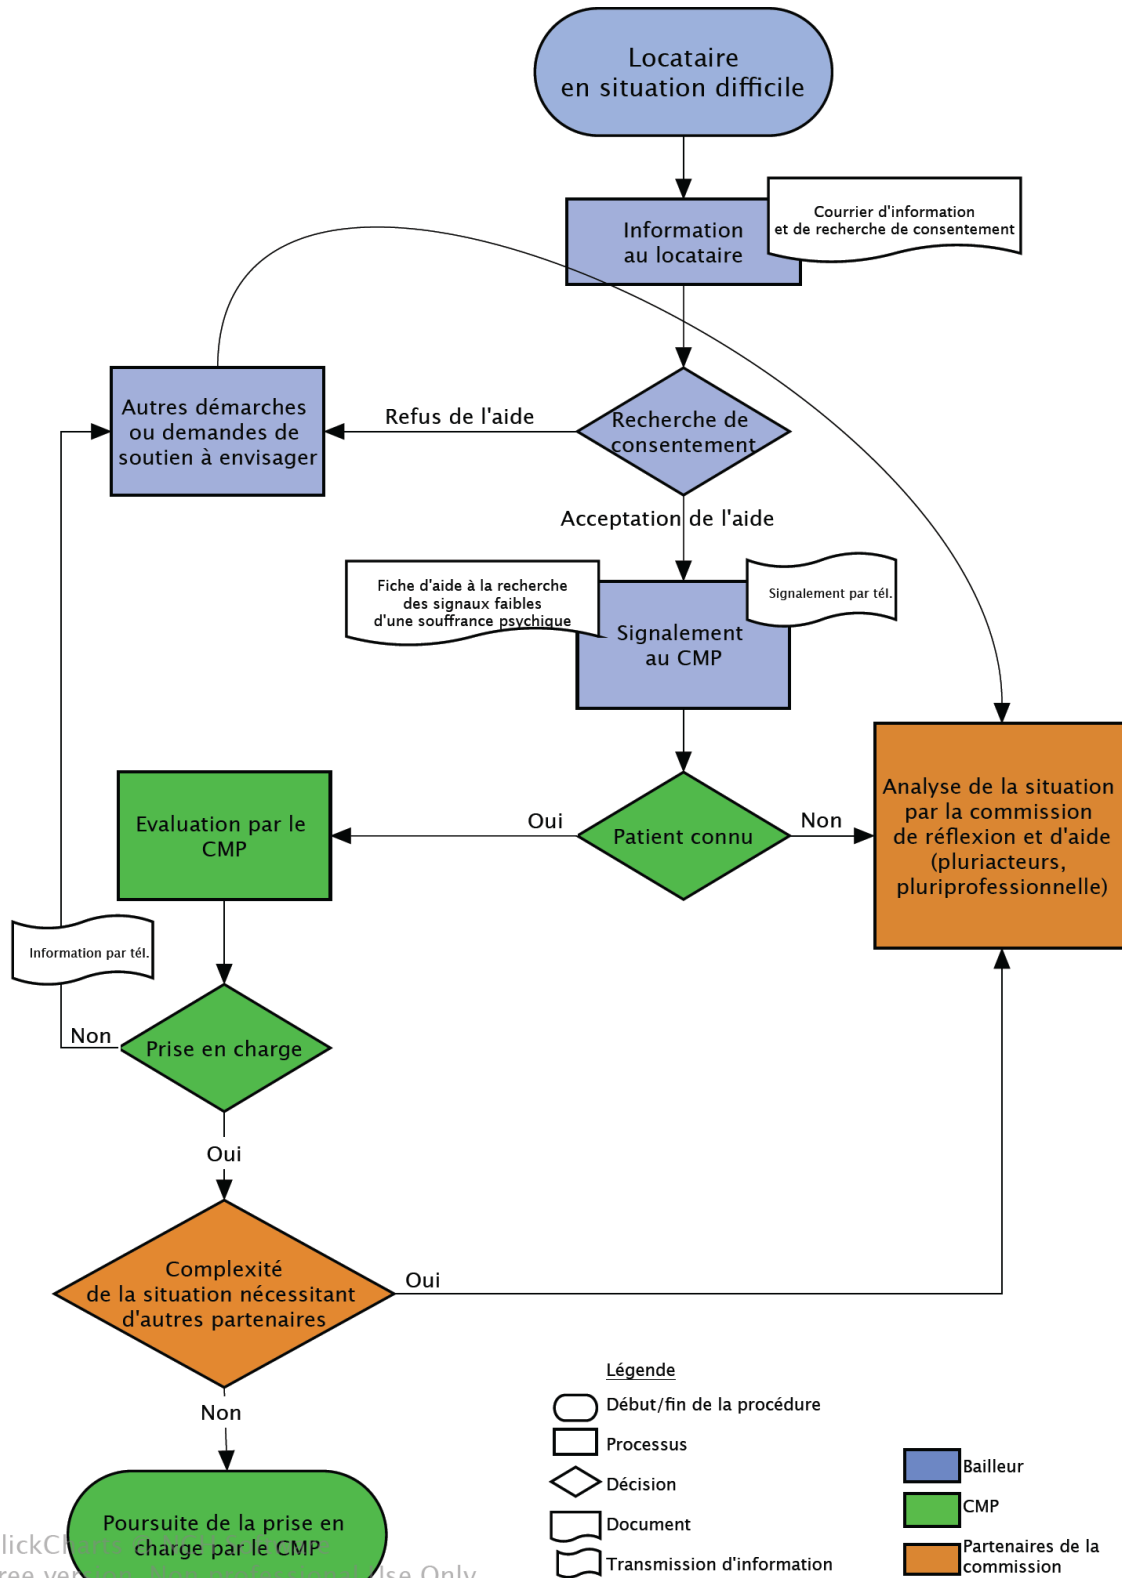 Locataire
en situation difficile
Information
au locataire
Courrier d'information
et de recherche de consentement
Autres démarches
ou demandes de
soutien à envisager
Refus de l'aide
Recherche de
consentement
Acceptation de l'aide
Fiche d'aide à la recherche
des signaux faibles
d'une souffrance psychique
Signalement par tél.
Signalement
au CMP
Evaluation par le
CMP
Oui
Patient connu
Non
Analyse de la situation
par la commission
de réflexion et d'aide
(pluriacteurs,
pluriprofessionnelle)
Information par tél.
Non
Prise en charge
Oui
Complexité
de la situation nécessitant
d'autres partenaires
Oui
Non
Poursuite de la prise en
charge par le CMP
Légende
Début/fin de la procédure
Processus
Décision
Document
Transmission d'information
Bailleur
CMP
Partenaires de la
commission
Use Only